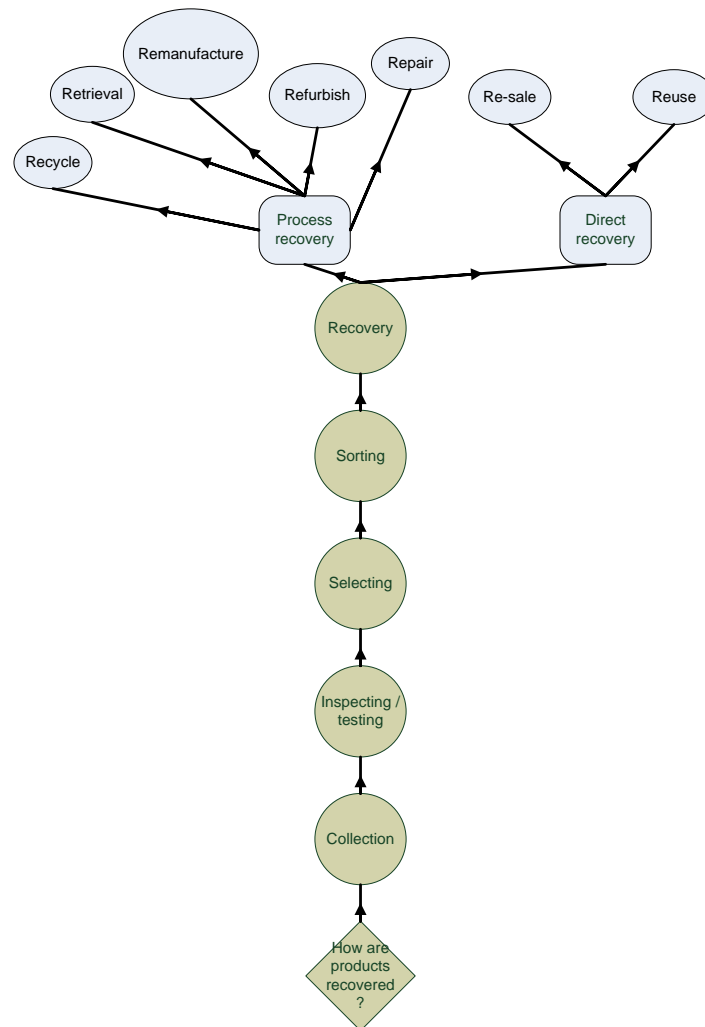 Remanufacture
Repair
Retrieval
Refurbish
Re-sale
Reuse
Recycle
Process
recovery
Direct
recovery
Recovery
Sorting
Selecting
Inspecting /
testing
Collection
How are
products
recovered
?